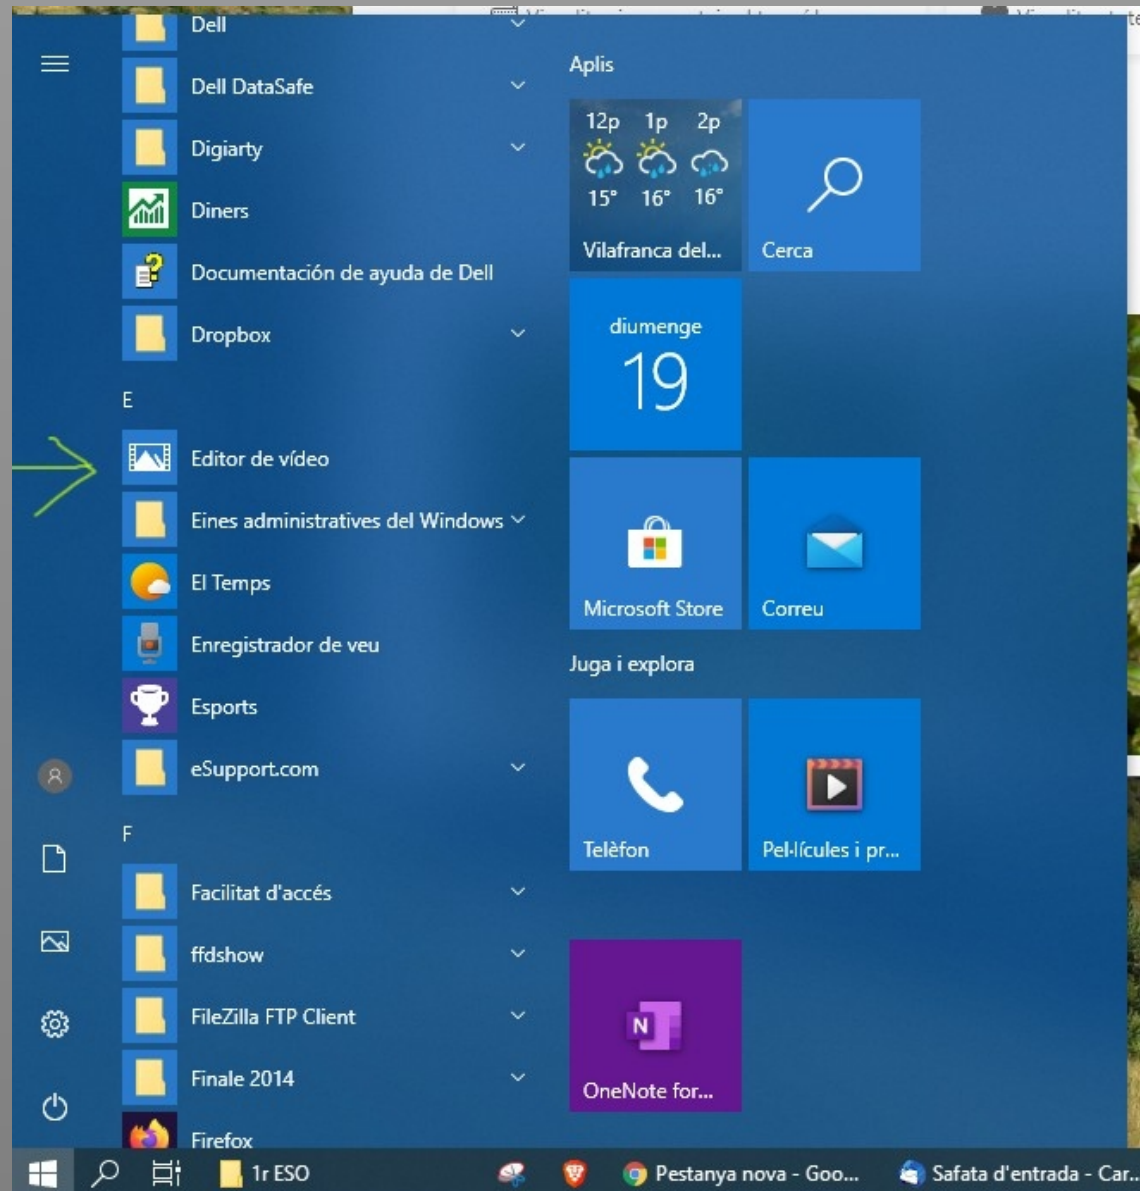 Dell
Dell DataSafe
Digiarty
Diners
Documentación de ayuda de Dell
Dropbox
E
Editor de vídeo
Eines administratives del Windows
El Temps
Enregistrador de veu
Esports
eSupport.com
F
Facilitat d'accés
ffdshow
FileZilla FTP Client
Finale 2014
Firefox
Aplis
12p 1p 2p
15° 16° 16°
Vilafranca del...
Cerca
diumenge
19
Microsoft Store
Correu
Juga i explora
Telèfon
Pel·lícules i pr...
N
OneNote for...
1r ESO
Pestanya nova - Goo...
Safata d'entrada - Car...